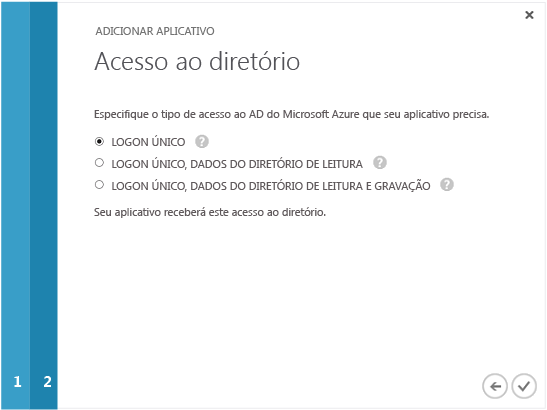 ADICIONAR APLICATIVO
Acesso ao diretório
Especifique o tipo de acesso ao AD do Microsoft Azure que seu aplicativo precisa.
LOGON ÚNICO ?
LOGON ÚNICO, DADOS DO DIRETÓRIO DE LEITURA ?
LOGON ÚNICO, DADOS DO DIRETÓRIO DE LEITURA E GRAVAÇÃO ?
Seu aplicativo receberá este acesso ao diretório.
1 2